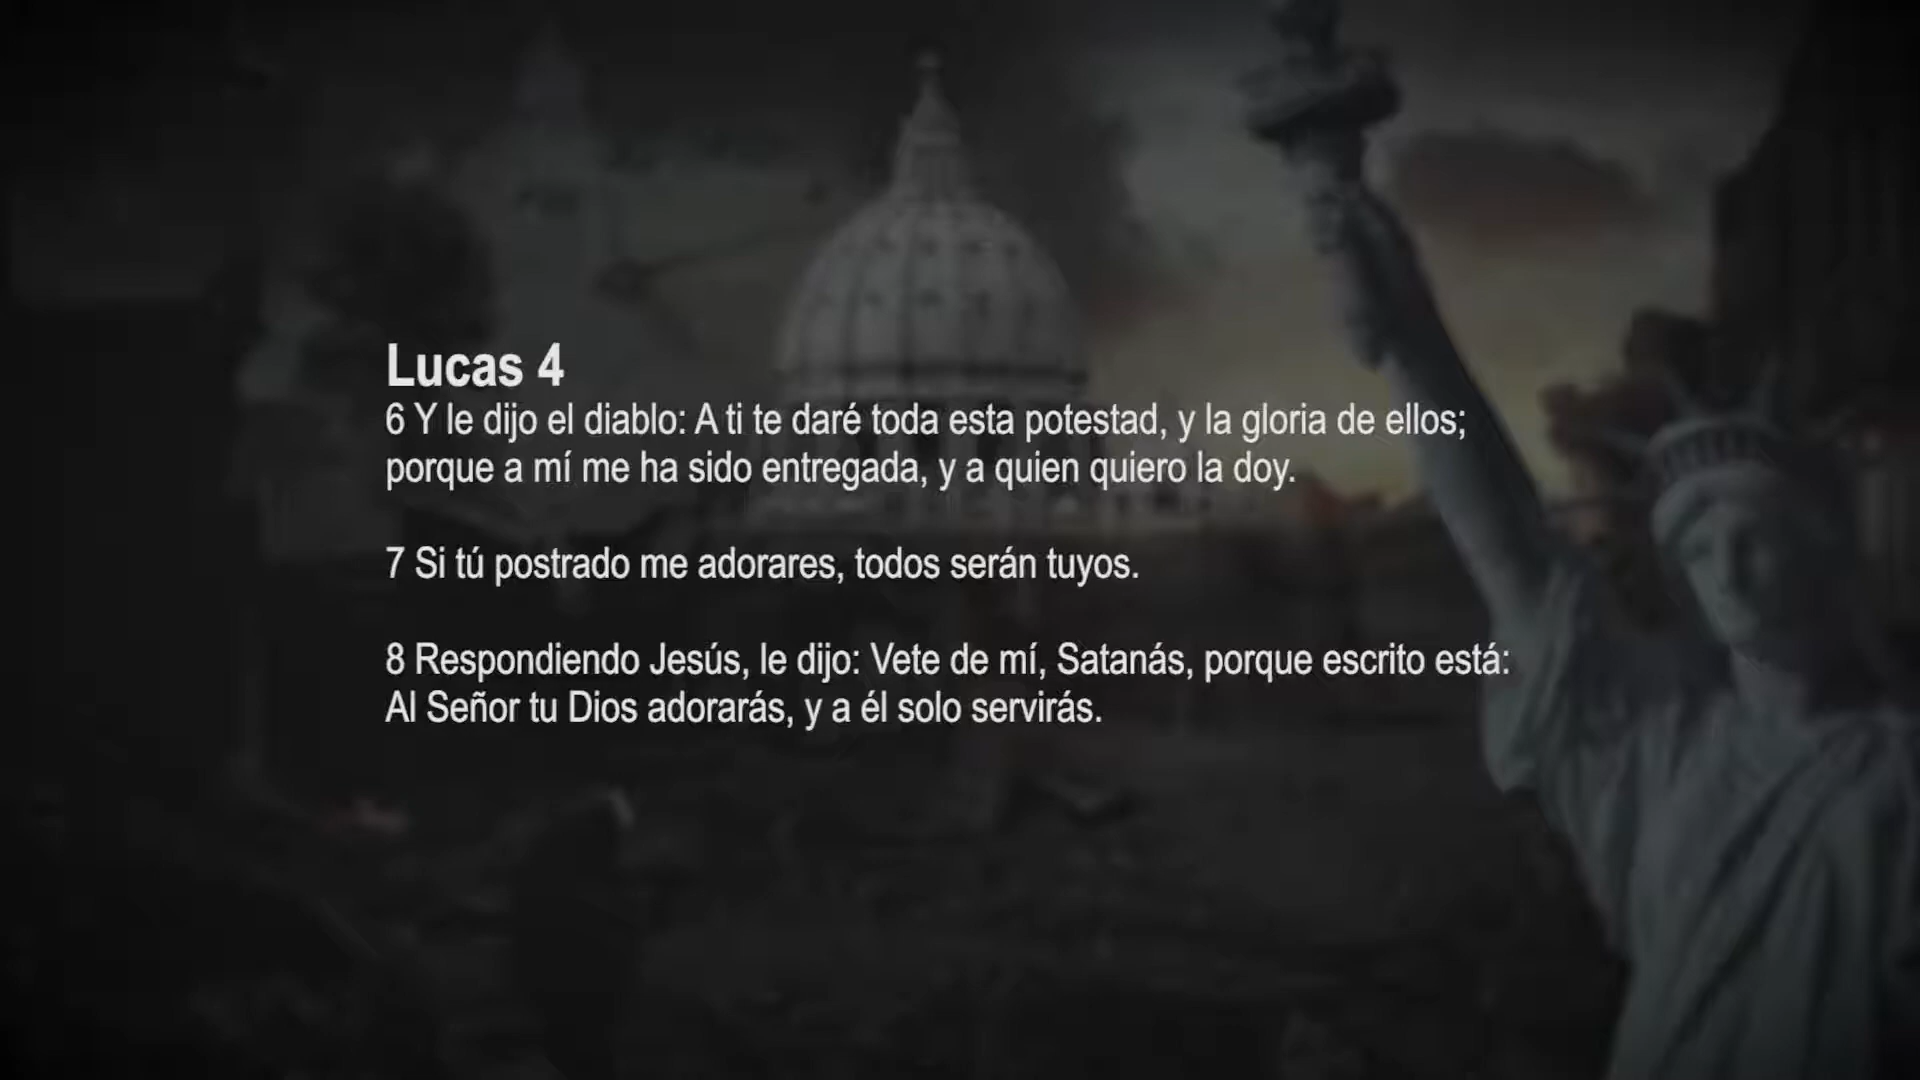 Lucas 4
6 Y le dijo el diablo: A ti te daré toda esta potestad, y la gloria de ellos;
porque a mí me ha sido entregada, y a quien quiero la doy.
7 Si tú postrado me adorares, todos serán tuyos.
8 Respondiendo Jesús, le dijo: Vete de mí, Satanás, porque escrito está:
Al Señor tu Dios adorarás, y a él solo servirás.